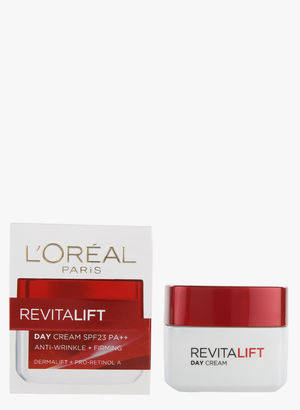 L'ORÉAL
PARIS
REVITALIFT
DAY CREAM SPF23 PA++
ANTI-WRINKLE + FIRMING
DERMALIFT + PRO-RETINOL A
REVITALIFT
DAY CREAM